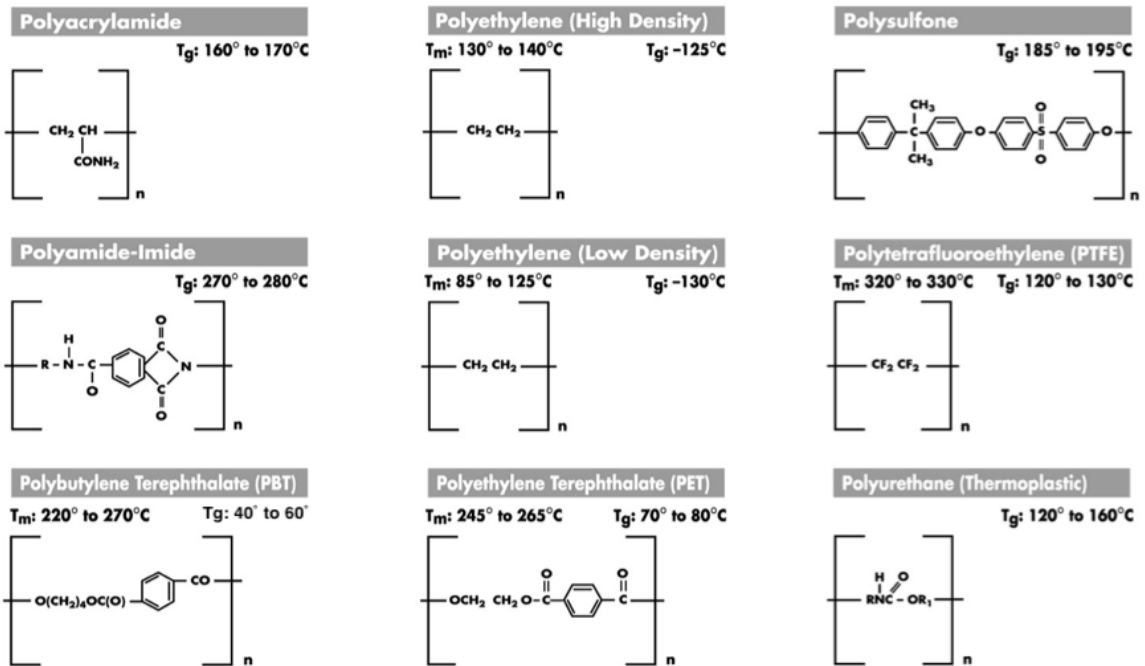 Polyacrylamide
Tg: 160° to 170°C
CH2 CH
CONH2
n
Polyethylene (High Density)
Tm: 130° to 140°C Tg: –125°C
CH2 CH2
n
Polysulfone
Tg: 185° to 195°C
CH3 O
C O S O
CH3 O
n
Polyamide-Imide
Tg: 270° to 280°C
O
H C
R – N – C N
O C
O
n
Polyethylene (Low Density)
Tm: 85° to 125°C Tg: –130°C
CH2 CH2
n
Polytetrafluoroethylene (PTFE)
Tm: 320° to 330°C Tg: 120° to 130°C
CF2 CF2
n
Polybutylene Terephthalate (PBT)
Tm: 220° to 270°C Tg: 40° to 60°
CO
O(CH2)4OC(O)
n
Polyethylene Terephthalate (PET)
Tm: 245° to 265°C Tg: 70° to 80°C
O O
OCH2 CH2 O – C C
n
Polyurethane (Thermoplastic)
Tg: 120° to 160°C
H O
RNC – OR1
n